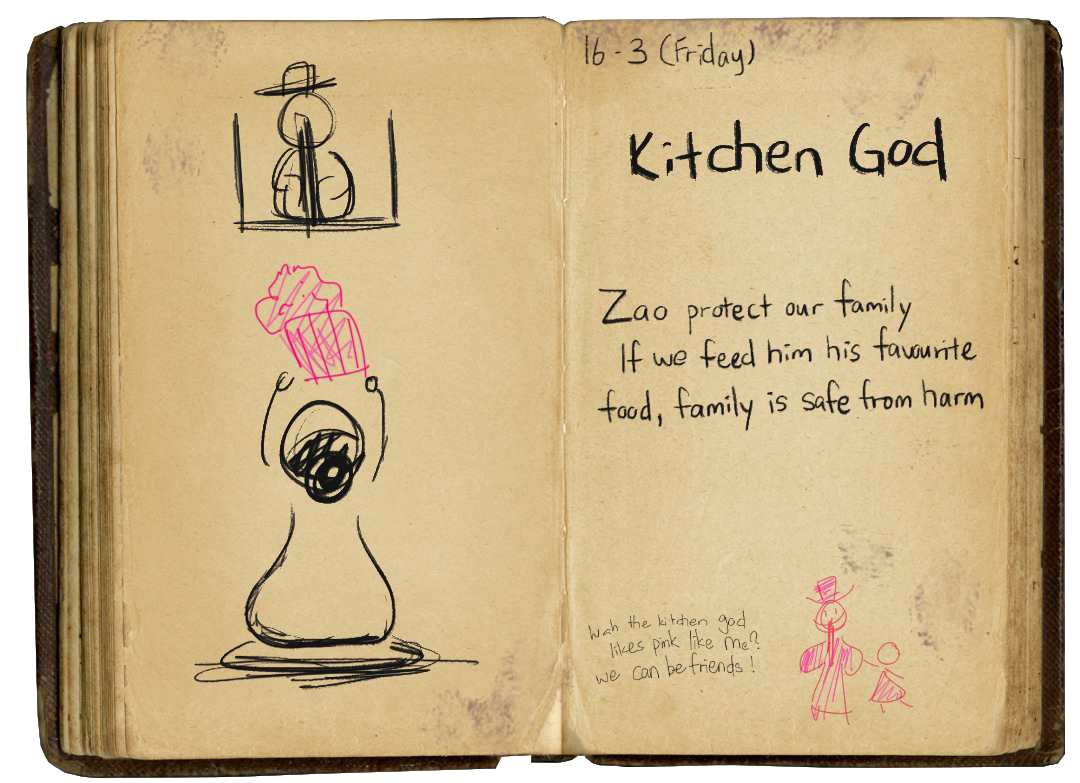 16-3 (Friday)
Kitchen God
Zao protect our family
If we feed him his favourite
food, family is safe from harm
Wah the kitchen god
likes pink like me?
we can be friends!